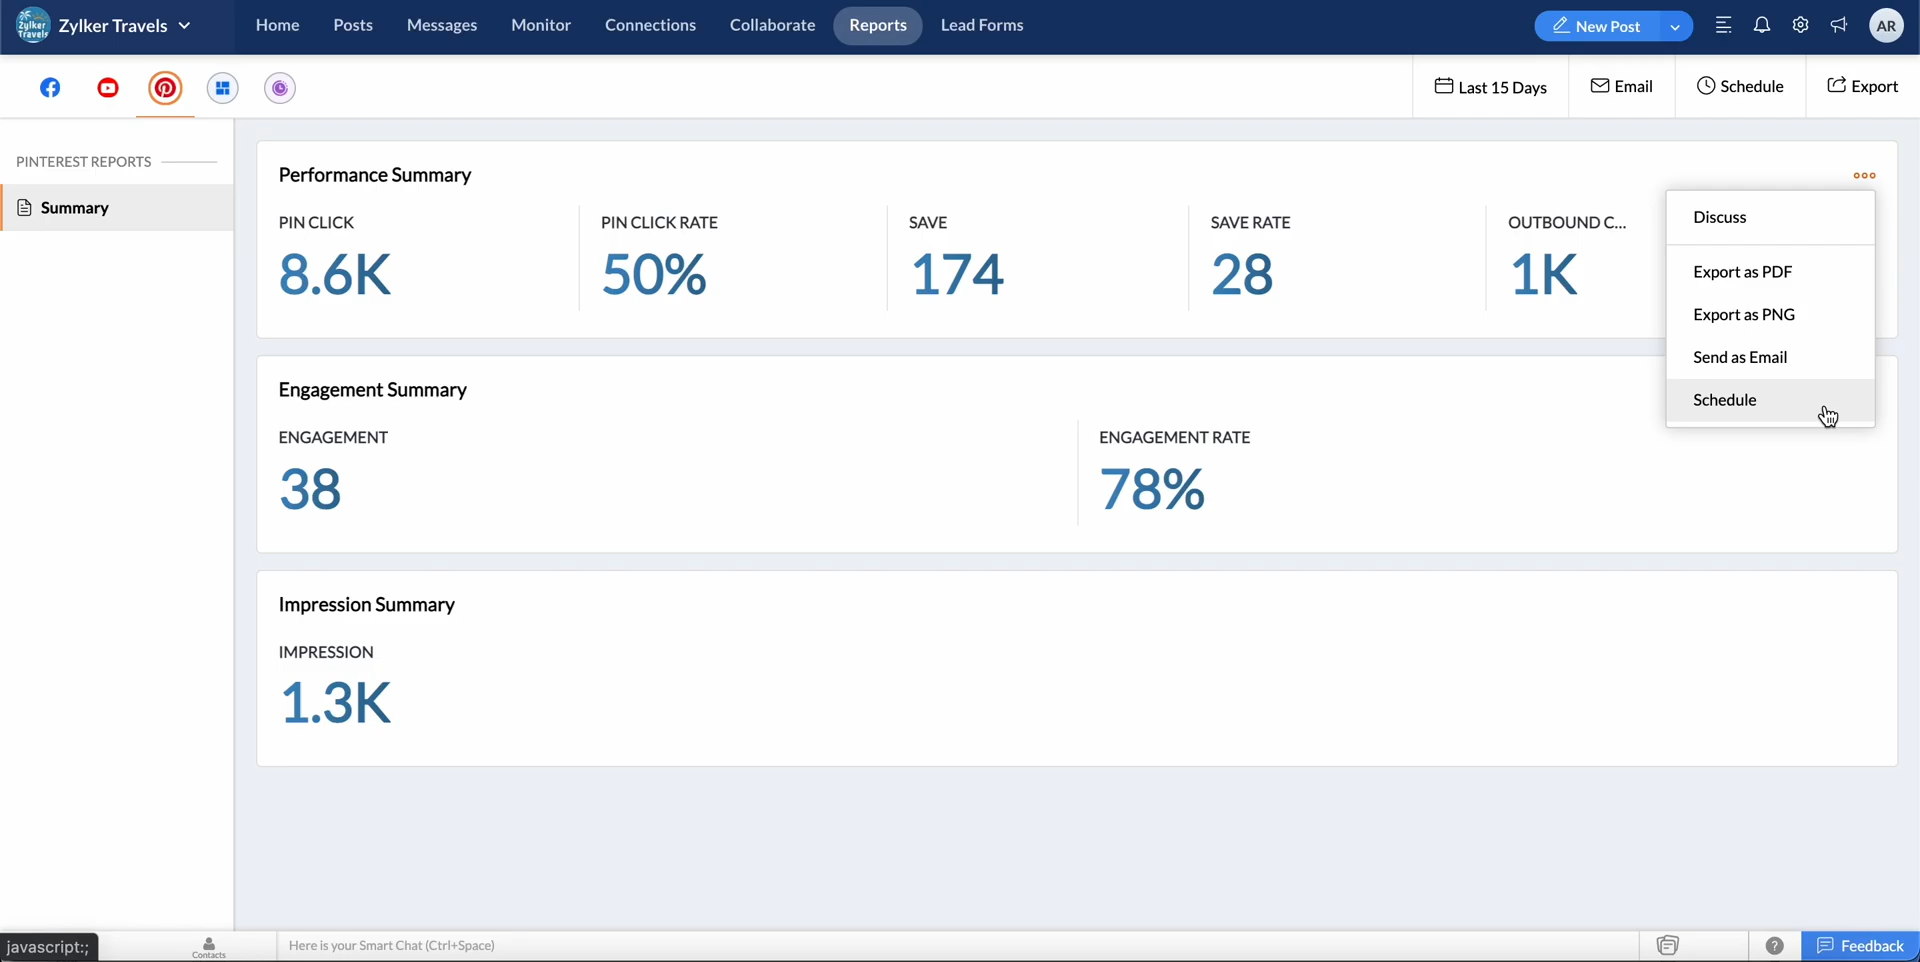 Zylker Travels
Zylker Travels
Home
Posts
Messages
Monitor
Connections
Collaborate
Reports
Lead Forms
New Post
AR
Last 15 Days
Email
Schedule
Export
PINTEREST REPORTS
Summary
Performance Summary
PIN CLICK
8.6K
PIN CLICK RATE
50%
SAVE
174
SAVE RATE
28
OUTBOUND C...
1K
Discuss
Export as PDF
Export as PNG
Send as Email
Schedule
Engagement Summary
ENGAGEMENT
38
ENGAGEMENT RATE
78%
Impression Summary
IMPRESSION
1.3K
javascript:;
Contacts
Here is your Smart Chat (Ctrl+Space)
?
Feedback